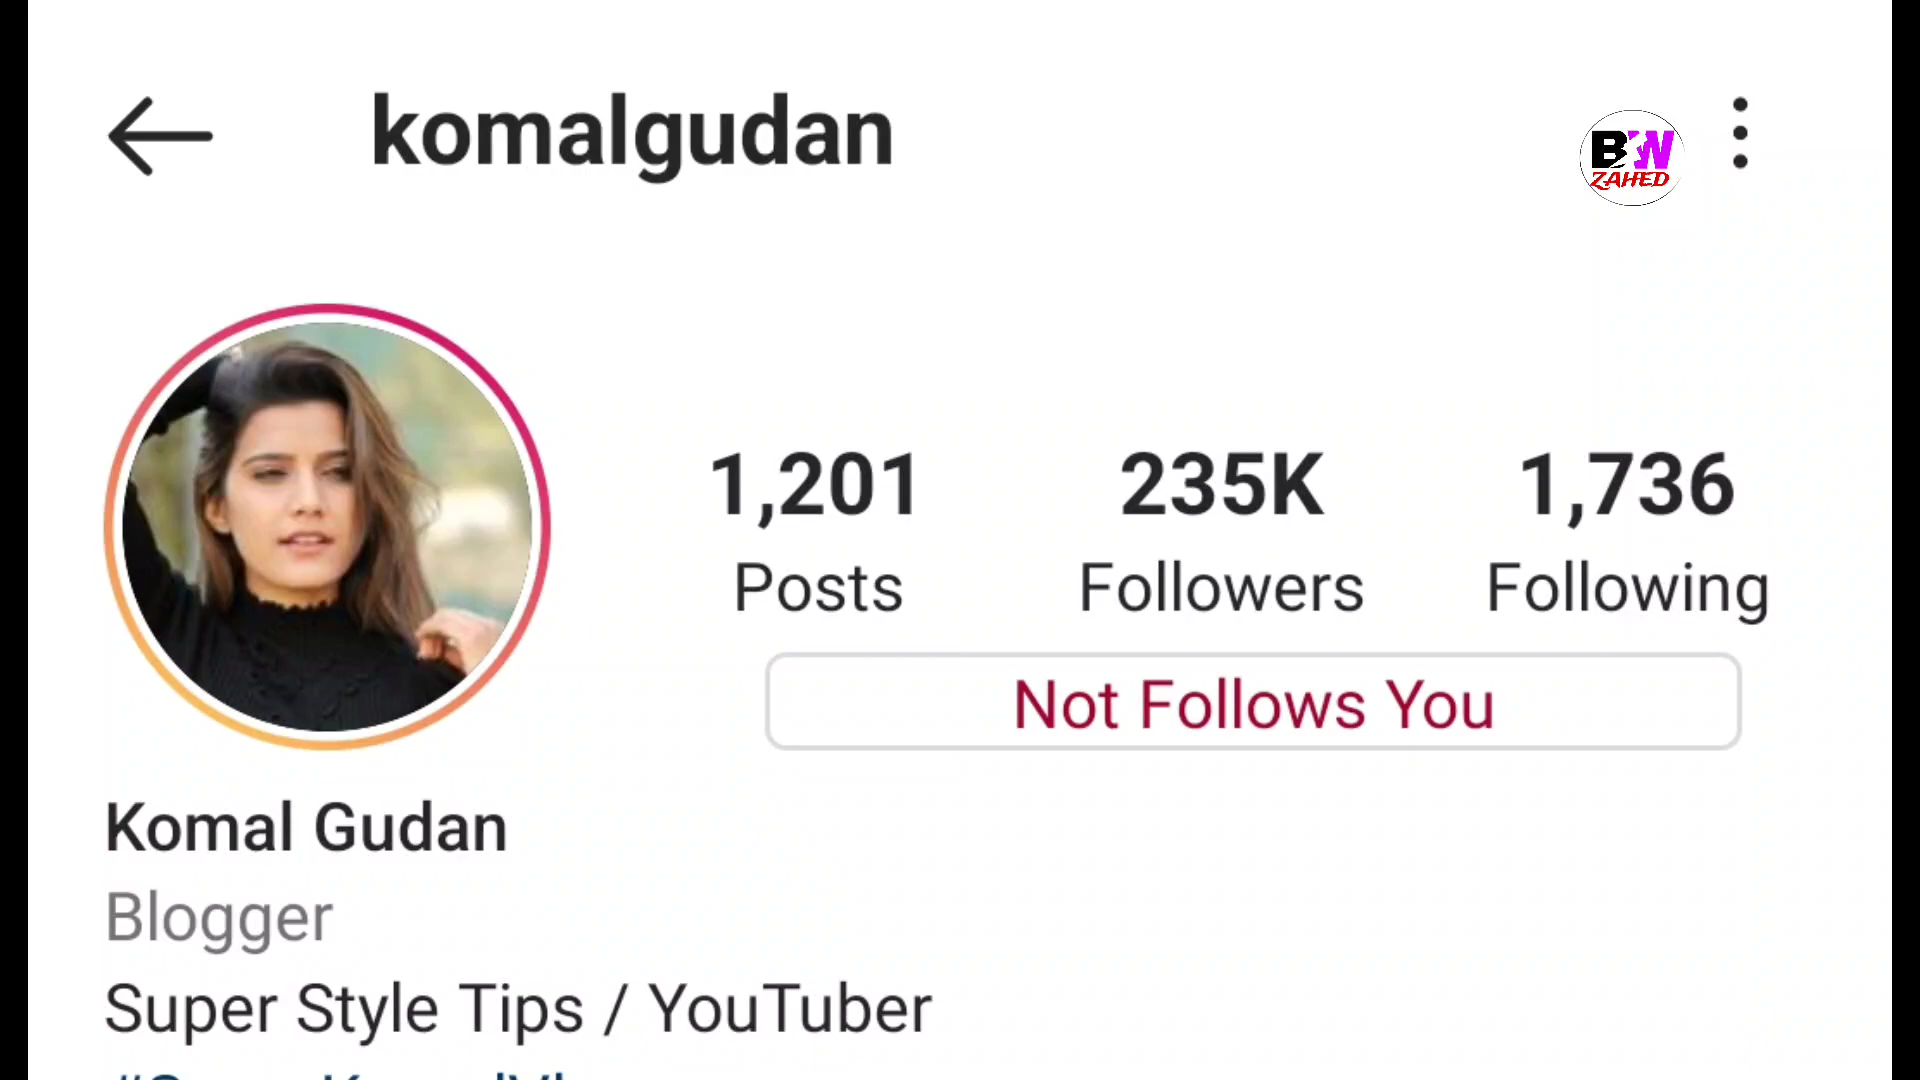 komalgudan
BKW
ZAHED
1,201 235K 1,736
Posts Followers Following
Not Follows You
Komal Gudan
Blogger
Super Style Tips / YouTuber